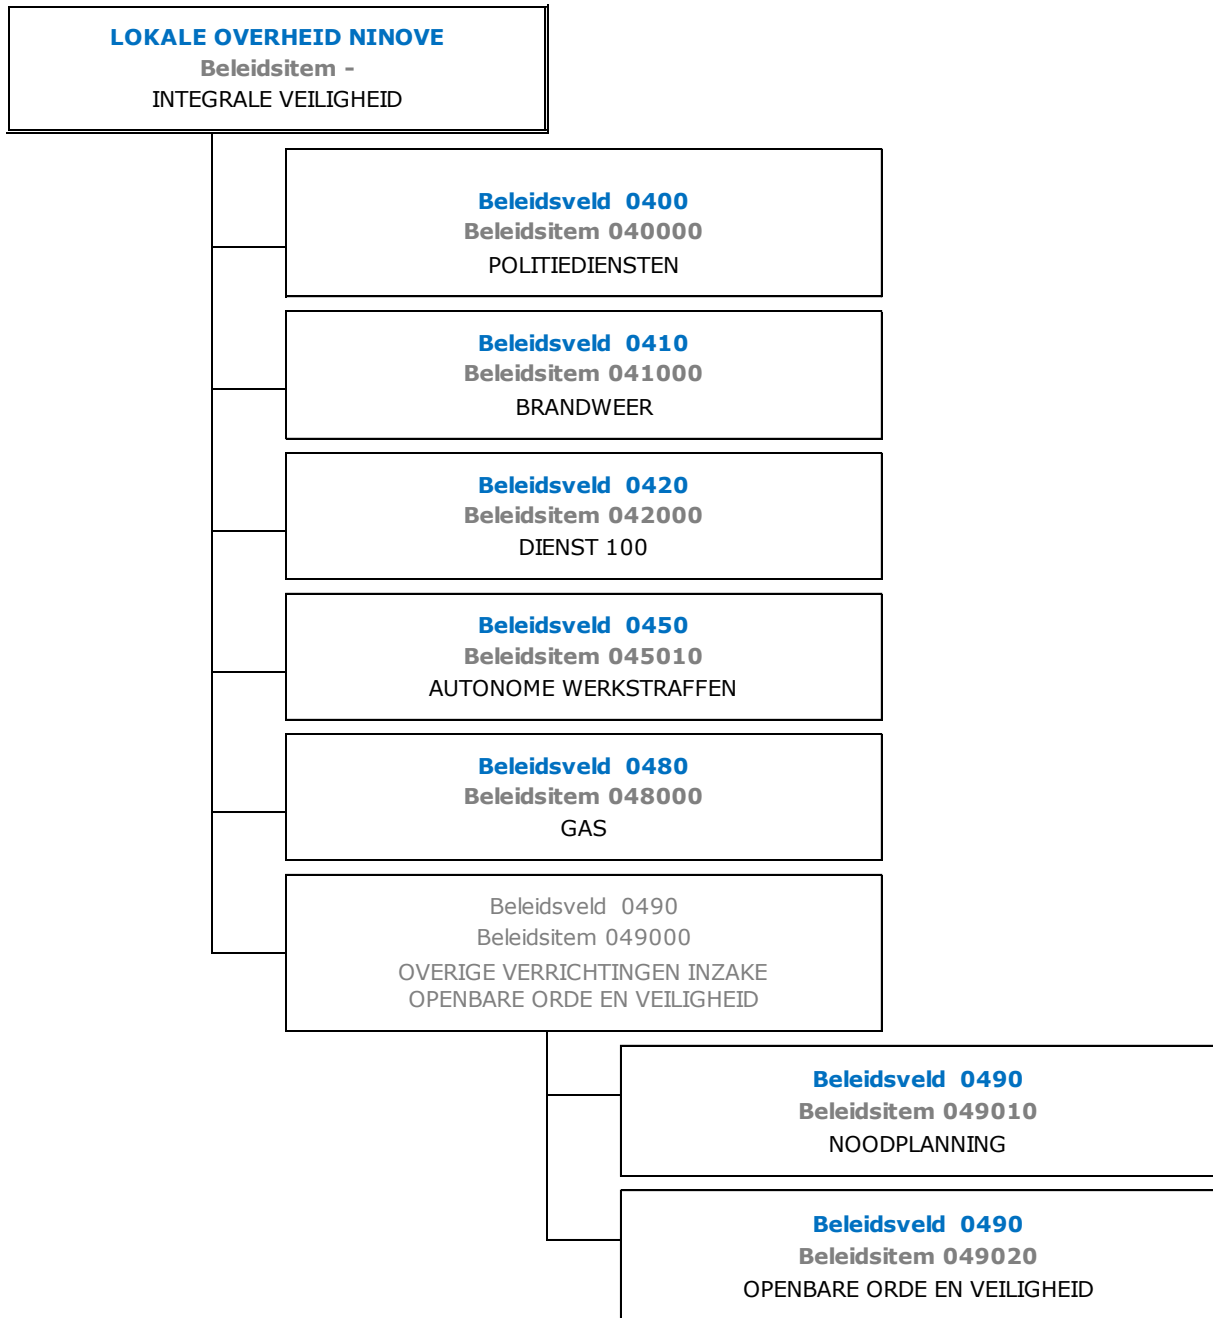 LOKALE OVERHEID NINOVE
Beleidsitem -
INTEGRALE VEILIGHEID
Beleidsveld 0400
Beleidsitem 040000
POLITIEDIENSTEN
Beleidsveld 0410
Beleidsitem 041000
BRANDWEER
Beleidsveld 0420
Beleidsitem 042000
DIENST 100
Beleidsveld 0450
Beleidsitem 045010
AUTONOME WERKSTRAFFEN
Beleidsveld 0480
Beleidsitem 048000
GAS
Beleidsveld 0490
Beleidsitem 049000
OVERIGE VERRICHTINGEN INZAKE
OPENBARE ORDE EN VEILIGHEID
Beleidsveld 0490
Beleidsitem 049010
NOODPLANNING
Beleidsveld 0490
Beleidsitem 049020
OPENBARE ORDE EN VEILIGHEID